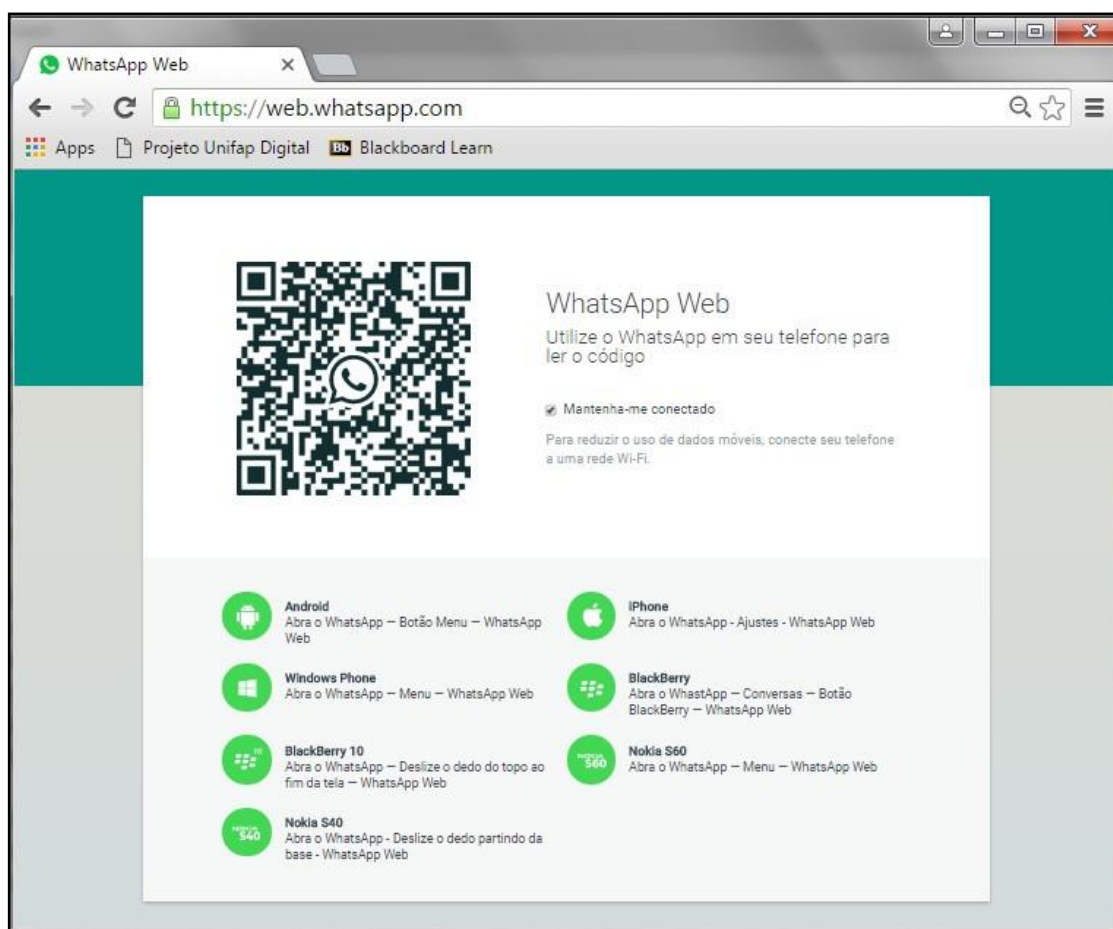 WhatsApp Web
https://web.whatsapp.com
Apps Projeto Unifap Digital Bb Blackboard Learn
WhatsApp Web
Utilize o WhatsApp em seu telefone para
ler o código
Mantenha-me conectado
Para reduzir o uso de dados móveis, conecte seu telefone
a uma rede Wi-Fi.
Android
Abra o WhatsApp — Botão Menu — WhatsApp
Web
iPhone
Abra o WhatsApp - Ajustes - WhatsApp Web
Windows Phone
Abra o WhatsApp — Menu — WhatsApp Web
BlackBerry
Abra o WhastApp — Conversas — Botão
BlackBerry — WhatsApp Web
BlackBerry 10
Abra o WhatsApp — Deslize o dedo do topo ao
fim da tela — WhatsApp Web
NOKIA
S60
Nokia S60
Abra o WhatsApp — Menu — WhatsApp Web
NOKIA
S40
Nokia S40
Abra o WhatsApp - Deslize o dedo partindo da
base - WhatsApp Web